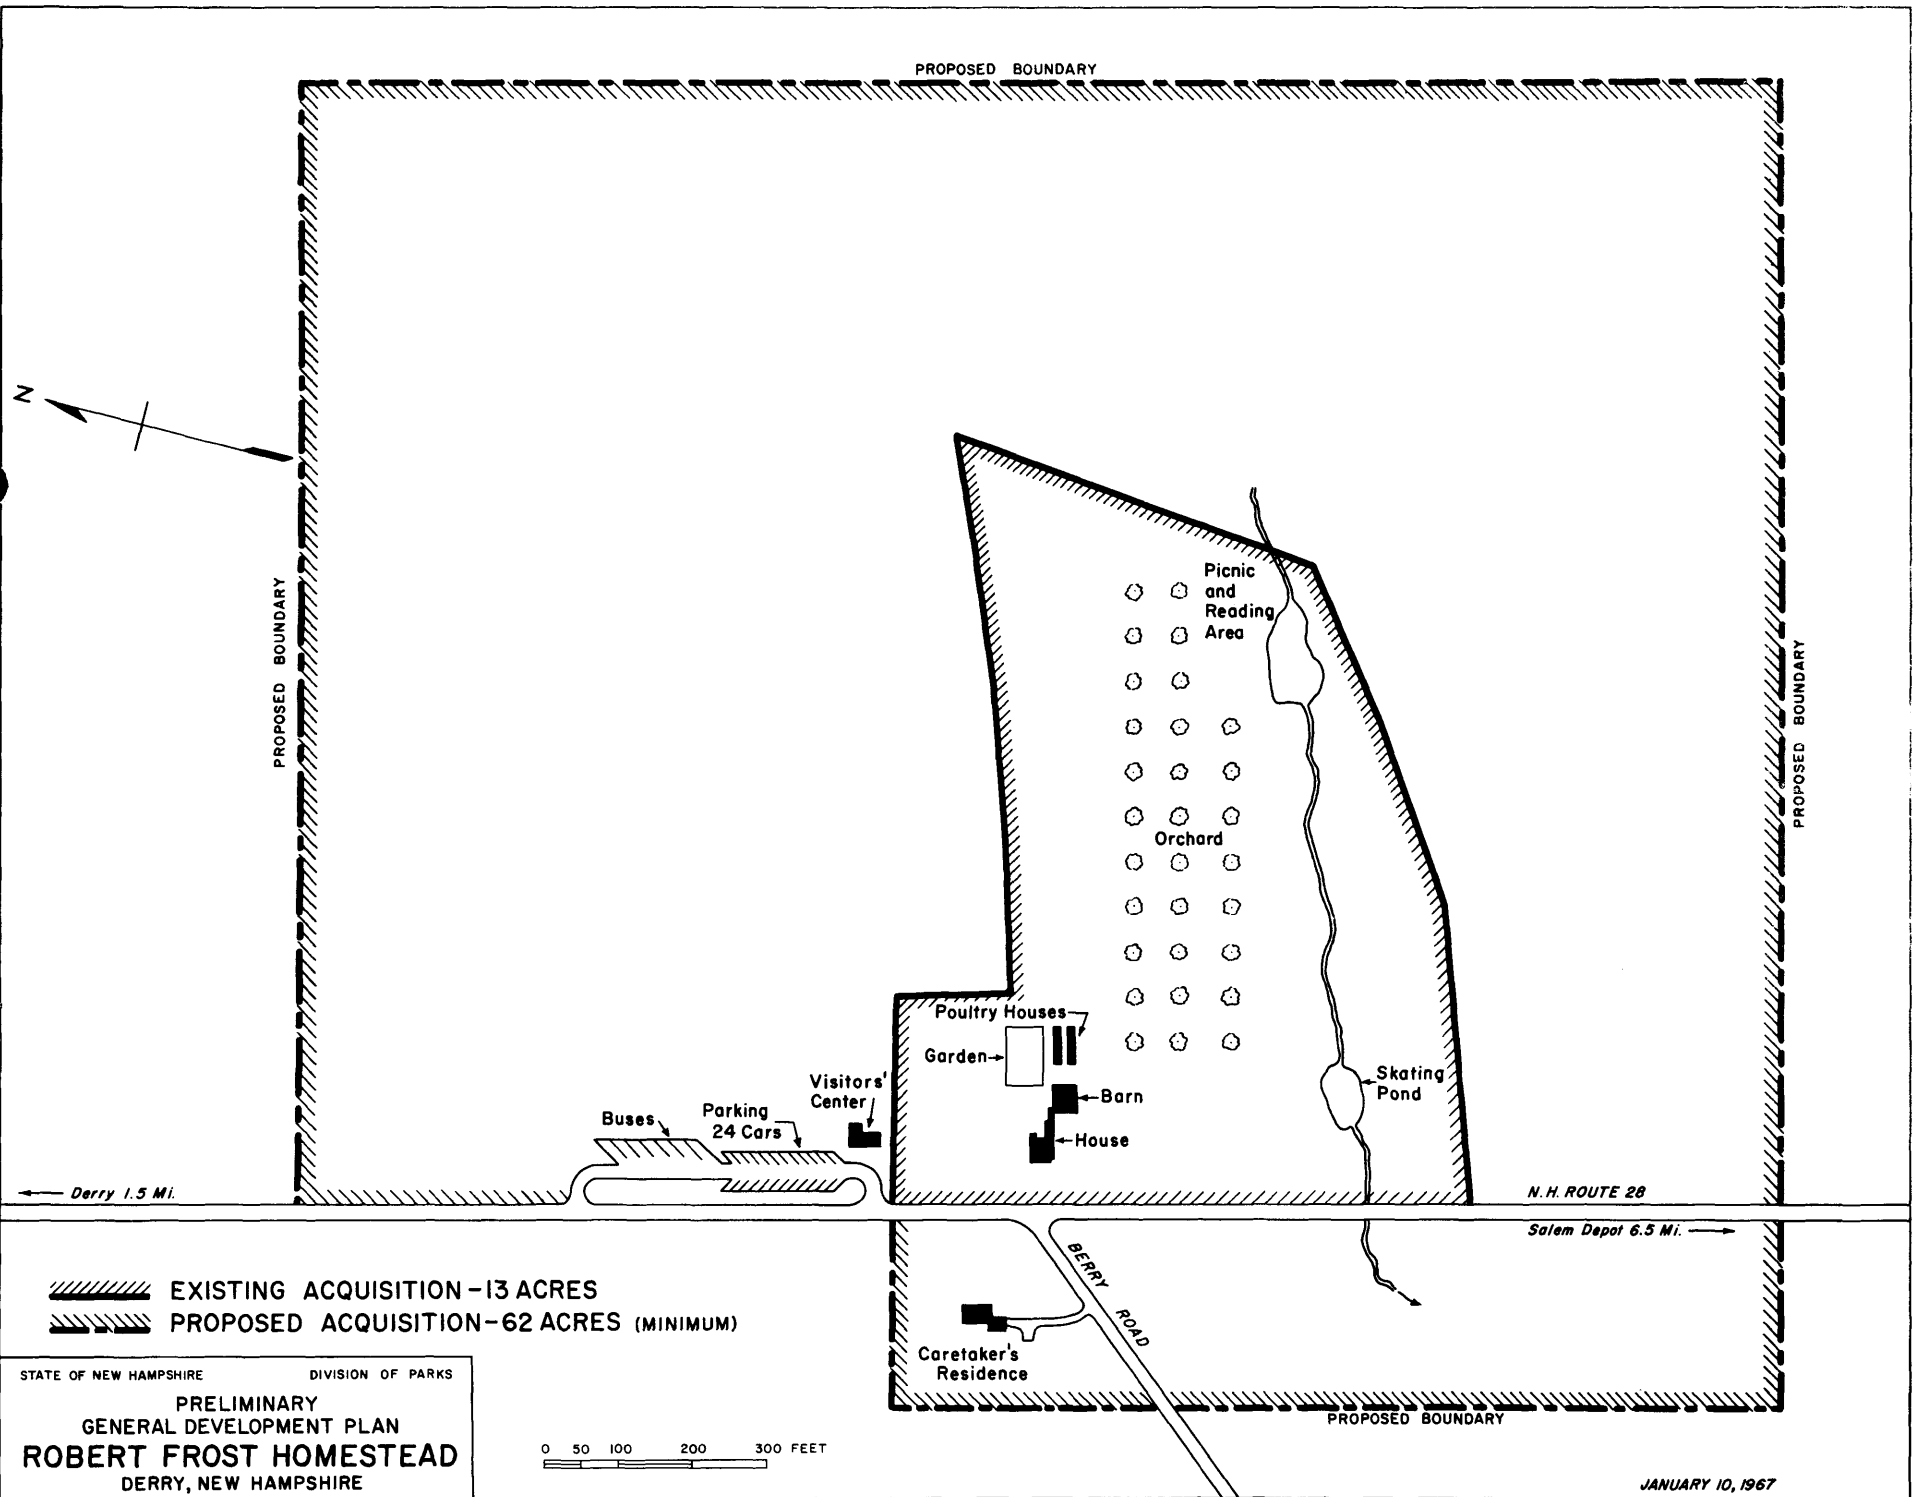 PROPOSED BOUNDARY
N
PROPOSED BOUNDARY
PROPOSED BOUNDARY
Picnic
and
Reading
Area
Orchard
Poultry Houses
Garden
Visitors'
Center
Barn
Skating
Pond
Buses
Parking
24 Cars
House
Derry 1.5 Mi.
N.H. ROUTE 28
Salem Depot 6.5 Mi.
BERRY ROAD
EXISTING ACQUISITION-13 ACRES
PROPOSED ACQUISITION-62 ACRES (MINIMUM)
Caretaker's
Residence
PROPOSED BOUNDARY
STATE OF NEW HAMPSHIRE DIVISION OF PARKS
PRELIMINARY
GENERAL DEVELOPMENT PLAN
ROBERT FROST HOMESTEAD
DERRY, NEW HAMPSHIRE
0 50 100 200 300 FEET
JANUARY 10, 1967